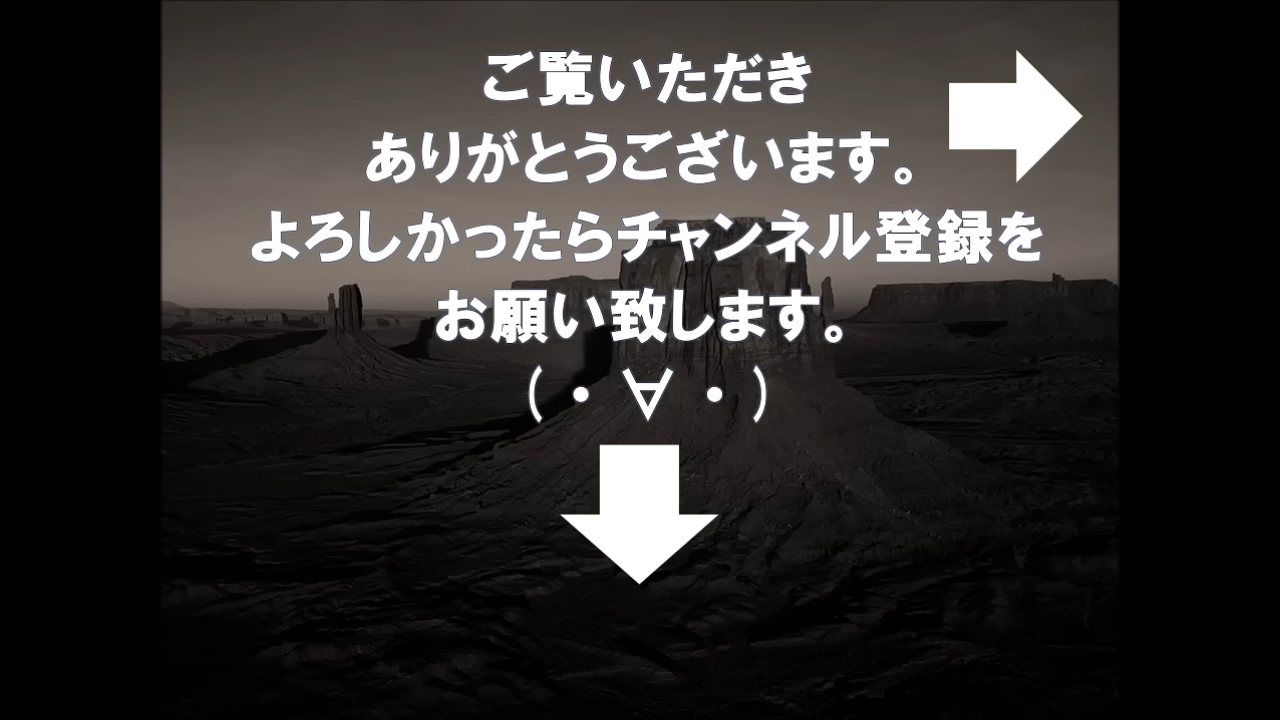 ご覧いただき
ありがとうございます。
よろしかったらチャンネル登録を
お願い致します。
(・∀・)